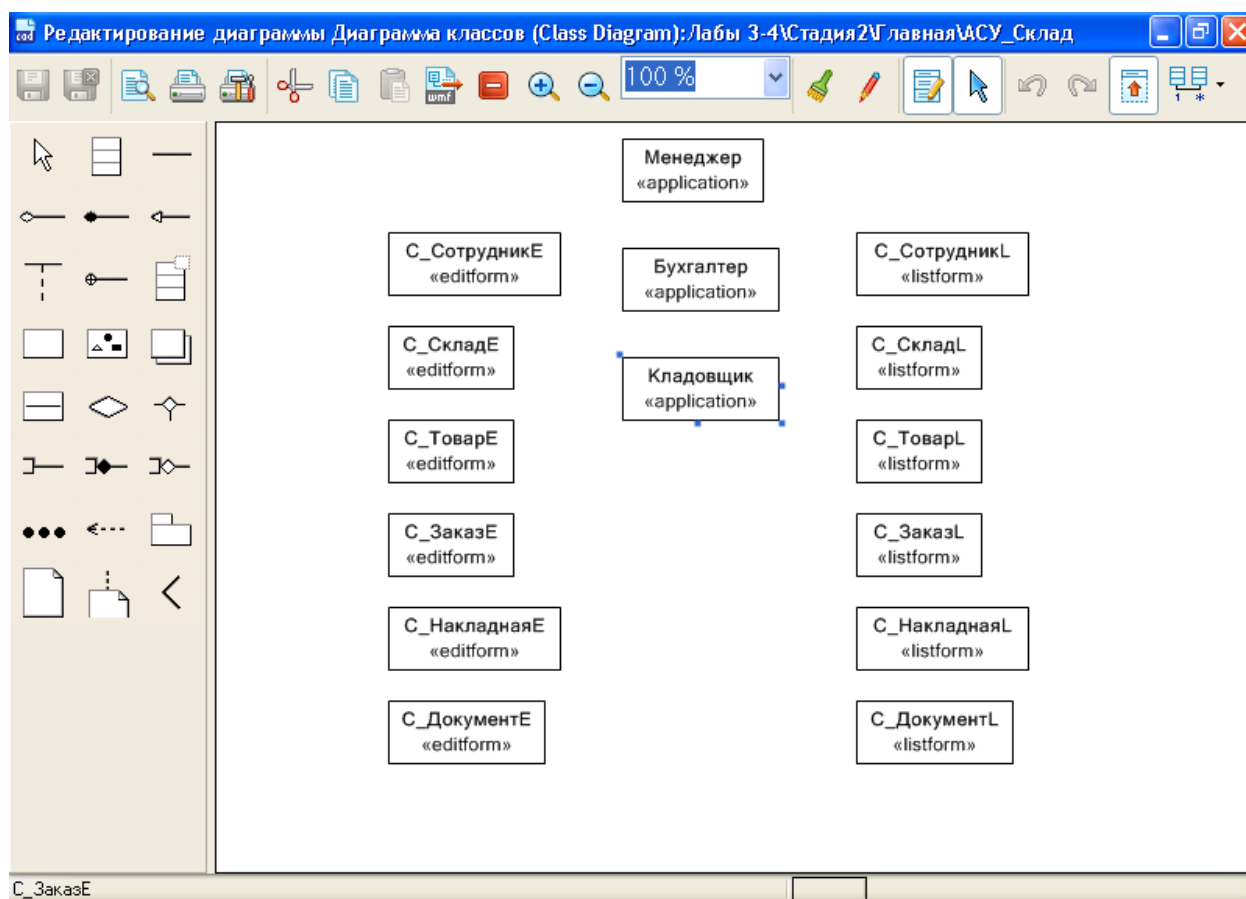 Редактирование диаграммы Диаграмма классов (Class Diagram):Лабы 3-4\Стадия2\Главная\АСУ_Склад
wmf
100 %
1 *
Менеджер
«application»
С_СотрудникE
«editform»
Бухгалтер
«application»
С_СотрудникL
«listform»
С_СкладE
«editform»
Кладовщик
«application»
С_СкладL
«listform»
С_ТоварE
«editform»
С_ТоварL
«listform»
С_ЗаказE
«editform»
С_ЗаказL
«listform»
С_НакладнаяE
«editform»
С_НакладнаяL
«listform»
С_ДокументE
«editform»
С_ДокументL
«listform»
С_ЗаказE